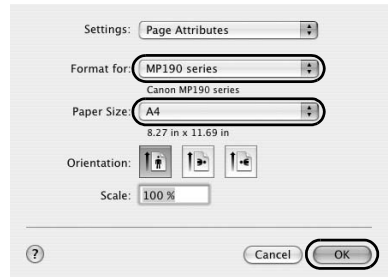 Settings: Page Attributes
Format for: MP190 series
Canon MP190 series
Paper Size: A4
8.27 in x 11.69 in
Orientation:
Scale: 100 %
? Cancel OK